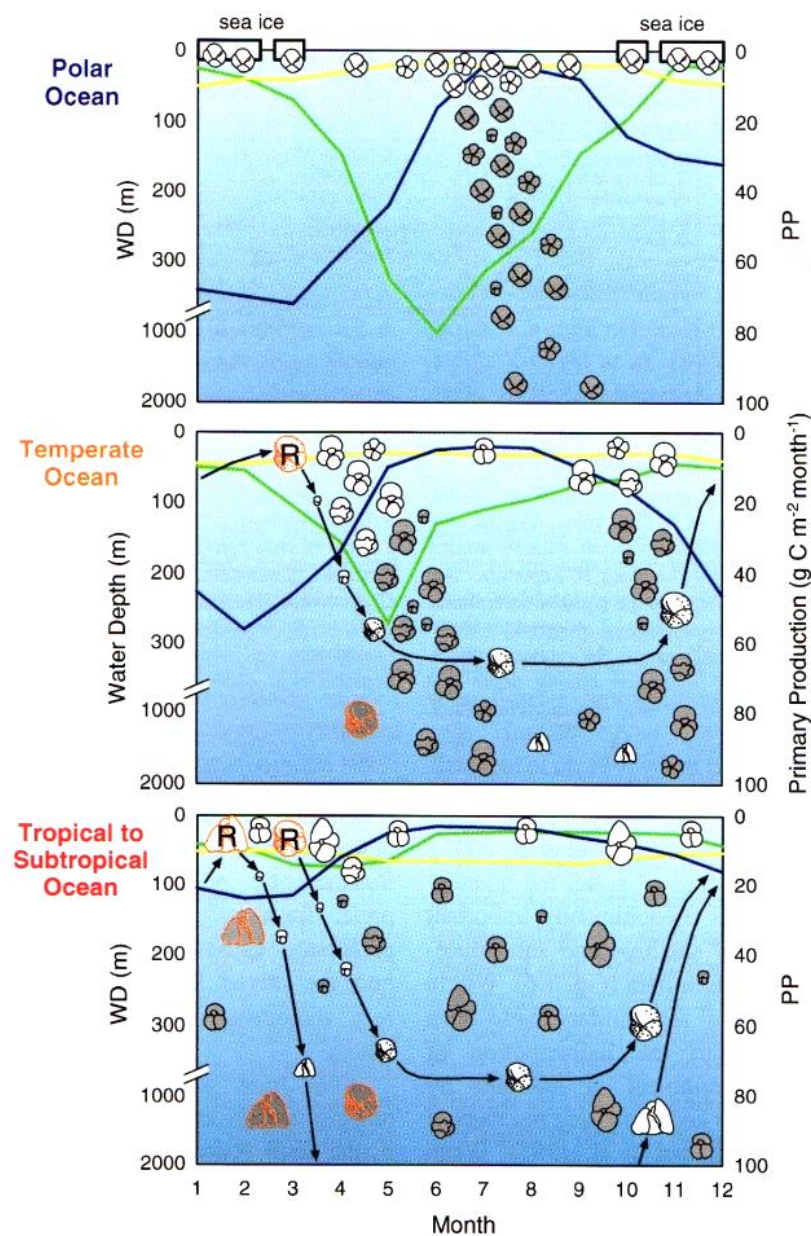 sea ice
sea ice
Polar
Ocean
0
100
200
300
1000
2000
WD (m)
0
20
40
60
80
100
PP
Temperate
Ocean
0
100
200
300
1000
2000
Water Depth (m)
R
0
20
40
60
80
100
Primary Production (g C m⁻² month⁻¹)
Tropical to
Subtropical
Ocean
0
100
200
300
1000
2000
WD (m)
R
R
0
20
40
60
80
100
PP
1 2 3 4 5 6 7 8 9 10 11 12
Month